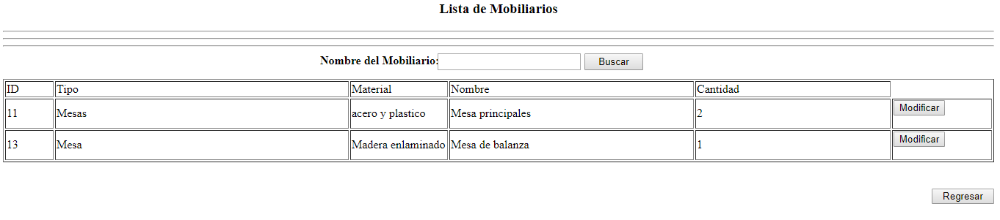 Lista de Mobiliarios
Nombre del Mobiliario: Buscar
ID Tipo Material Nombre Cantidad
11 Mesas acero y plastico Mesa principales 2 Modificar
13 Mesa Madera enlaminado Mesa de balanza 1 Modificar
Regresar